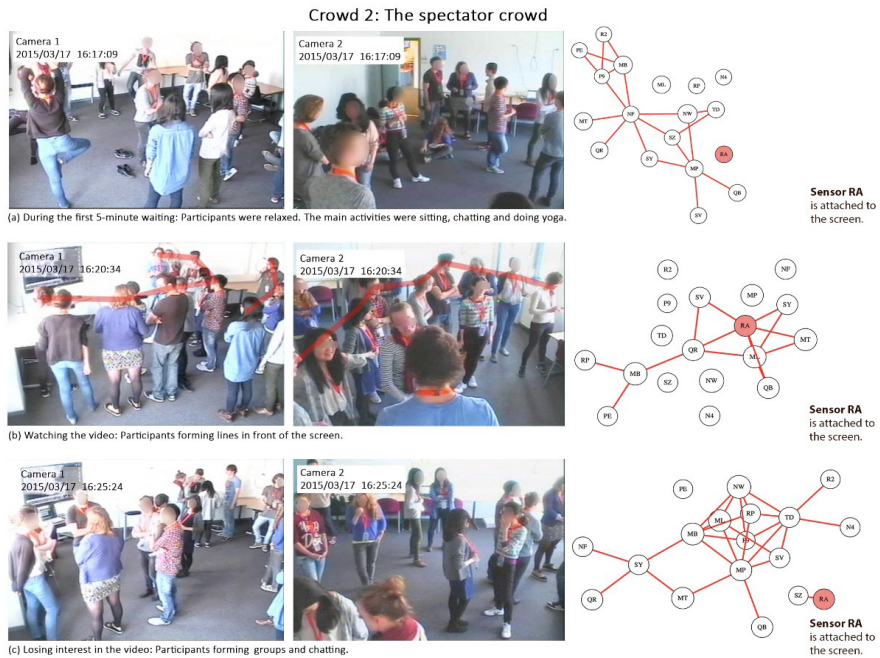 Crowd 2: The spectator crowd
Camera 1
2015/03/17 16:17:09
Camera 2
2015/03/17 16:17:09
R2
PE
MB
P9
ML
RP
N4
MT
NF
NW
TD
SZ
QR
SY
RA
MP
QB
SV
Sensor RA
is attached to
the screen.
(a) During the first 5-minute waiting: Participants were relaxed. The main activities were sitting, chatting and doing yoga.
Camera 1
2015/03/17 16:20:34
Camera 2
2015/03/17 16:20:34
R2
NF
P9
SV
MP
SY
RA
TD
QR
MT
RP
MB
SZ
NW
QB
PE
N4
Sensor RA
is attached to
the screen.
(b) Watching the video: Participants forming lines in front of the screen.
Camera 1
2015/03/17 16:25:24
Camera 2
2015/03/17 16:25:24
PE
NW
R2
ML
RP
TD
N4
MB
NF
SV
SY
MP
QR
MT
SZ
RA
QB
Sensor RA
is attached to
the screen.
(c) Losing interest in the video: Participants forming groups and chatting.